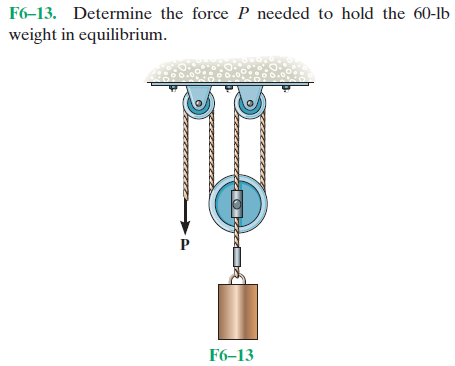 F6–13. Determine the force P needed to hold the 60-lb
weight in equilibrium.
P
F6–13